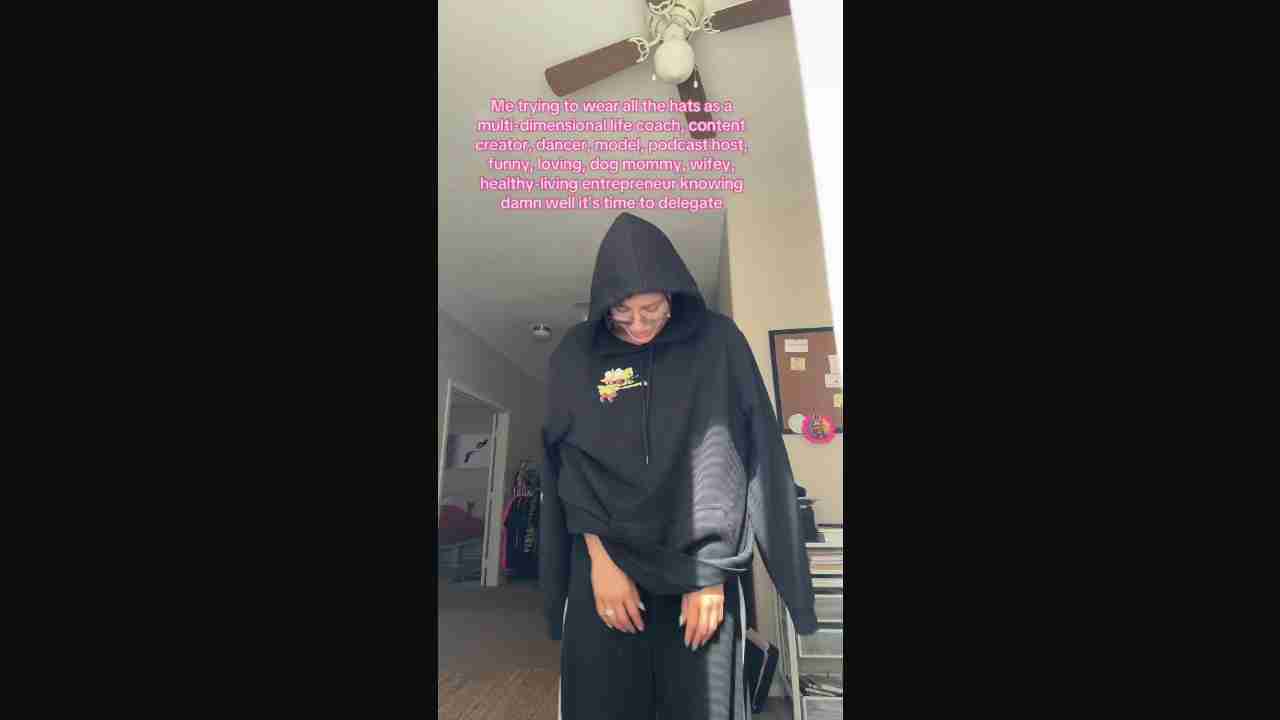 Me trying to wear all the hats as a
multi-dimensional life coach, content
creator, dancer, model, podcast host,
funny, loving, dog mommy, wifey,
healthy-living entrepreneur knowing
damn well it's time to delegate